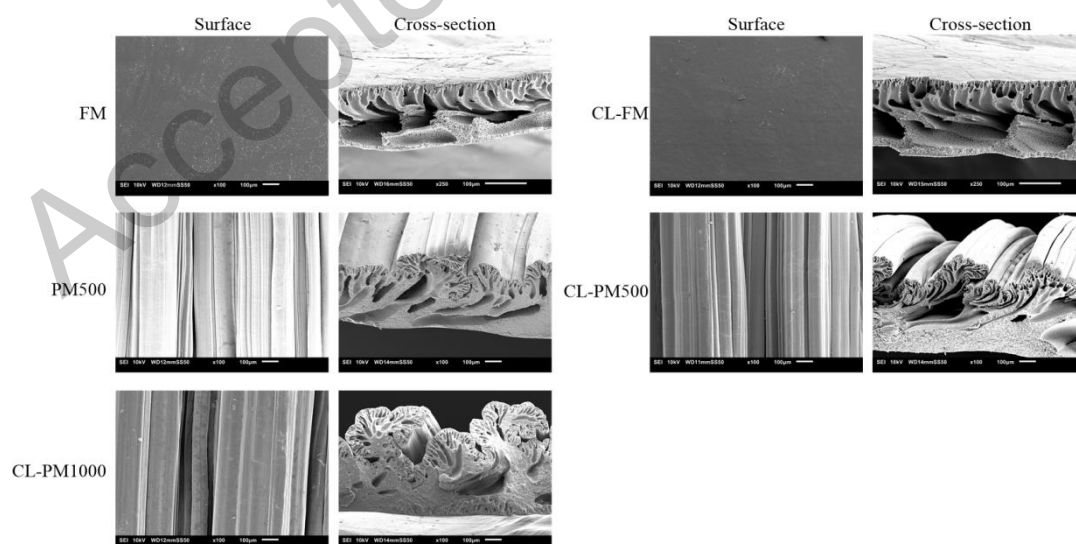 Surface Cross-section
FM
SEI 10kV WD12mmSS50 x100 100μm
SEI 10kV WD16mmSS50 x250 100μm
Surface Cross-section
CL-FM
SEI 10kV WD12mmSS50 x100 100μm
SEI 10kV WD15mmSS50 x250 100μm
PM500
SEI 10kV WD12mmSS50 x100 100μm
SEI 10kV WD14mmSS50 x100 100μm
CL-PM500
SEI 10kV WD11mmSS50 x100 100μm
SEI 10kV WD14mmSS50 x100 100μm
CL-PM1000
SEI 10kV WD12mmSS50 x100 100μm
SEI 10kV WD14mmSS50 x100 100μm
Accept